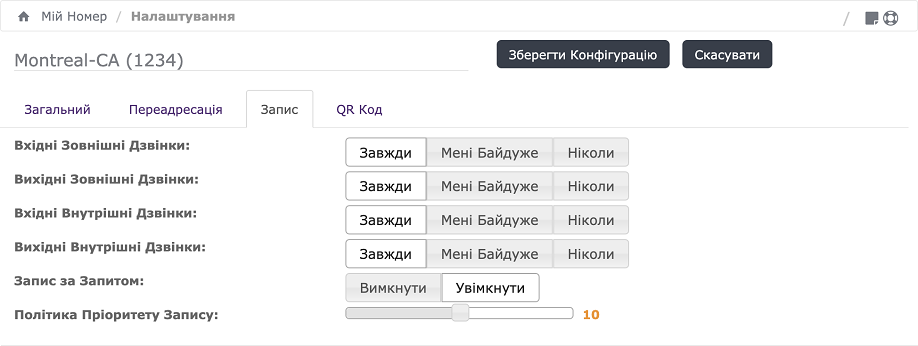 Мій Номер / Налаштування /
Montreal-CA (1234) Зберегти Конфігурацію Скасувати
Загальний Переадресація Запис QR Код
Вхідні Зовнішні Дзвінки: Завжди Мені Байдуже Ніколи
Вихідні Зовнішні Дзвінки: Завжди Мені Байдуже Ніколи
Вхідні Внутрішні Дзвінки: Завжди Мені Байдуже Ніколи
Вихідні Внутрішні Дзвінки: Завжди Мені Байдуже Ніколи
Запис за Запитом: Вимкнути Увімкнути
Політика Пріоритету Запису: 10